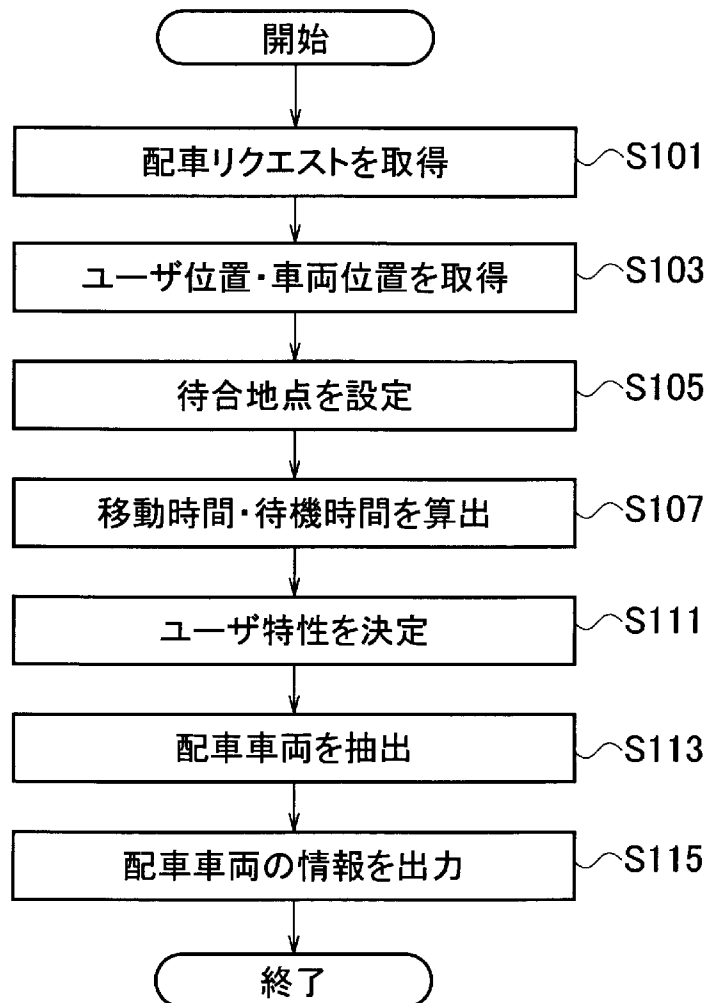 開始
配車リクエストを取得
S101
ユーザ位置・車両位置を取得
S103
待合地点を設定
S105
移動時間・待機時間を算出
S107
ユーザ特性を決定
S111
配車車両を抽出
S113
配車車両の情報を出力
S115
終了